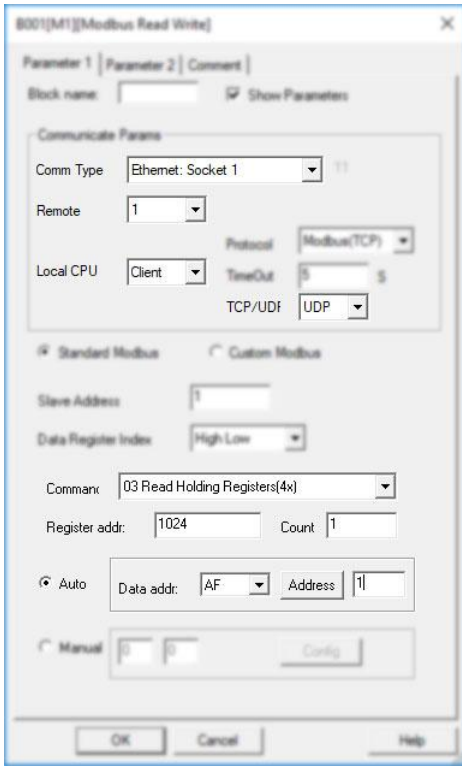 B001[M1][Modbus Read Write]
Parameter 1 Parameter 2 Comment
Block name: Show Parameters
Communicate Params
Comm Type Ethernet: Socket 1 T1
Remote 1
Protocol Modbus(TCP)
Local CPU Client TimeOut 5 S
TCP/UDF UDP
Standard Modbus Custom Modbus
Slave Address 1
Data Register Index High Low
Comman 03 Read Holding Registers(4x)
Register addr: 1024 Count 1
Auto Data addr: AF Address 1
Manual 0 0 Config
OK Cancel Help